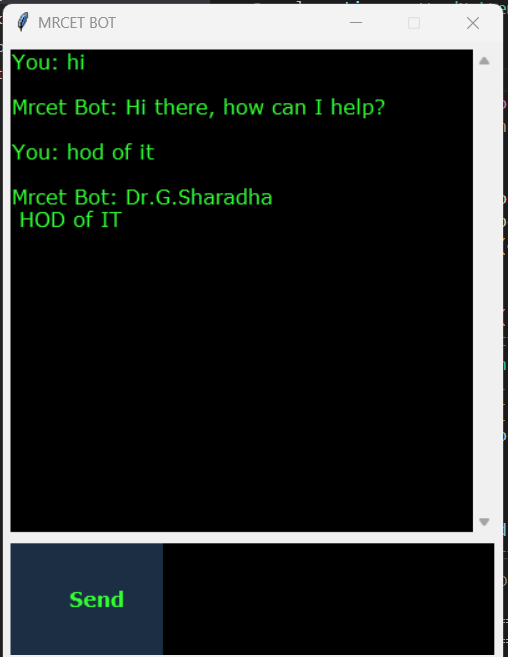 MRCET BOT
You: hi
Mrcet Bot: Hi there, how can I help?
You: hod of it
Mrcet Bot: Dr.G.Sharadha
HOD of IT
Send